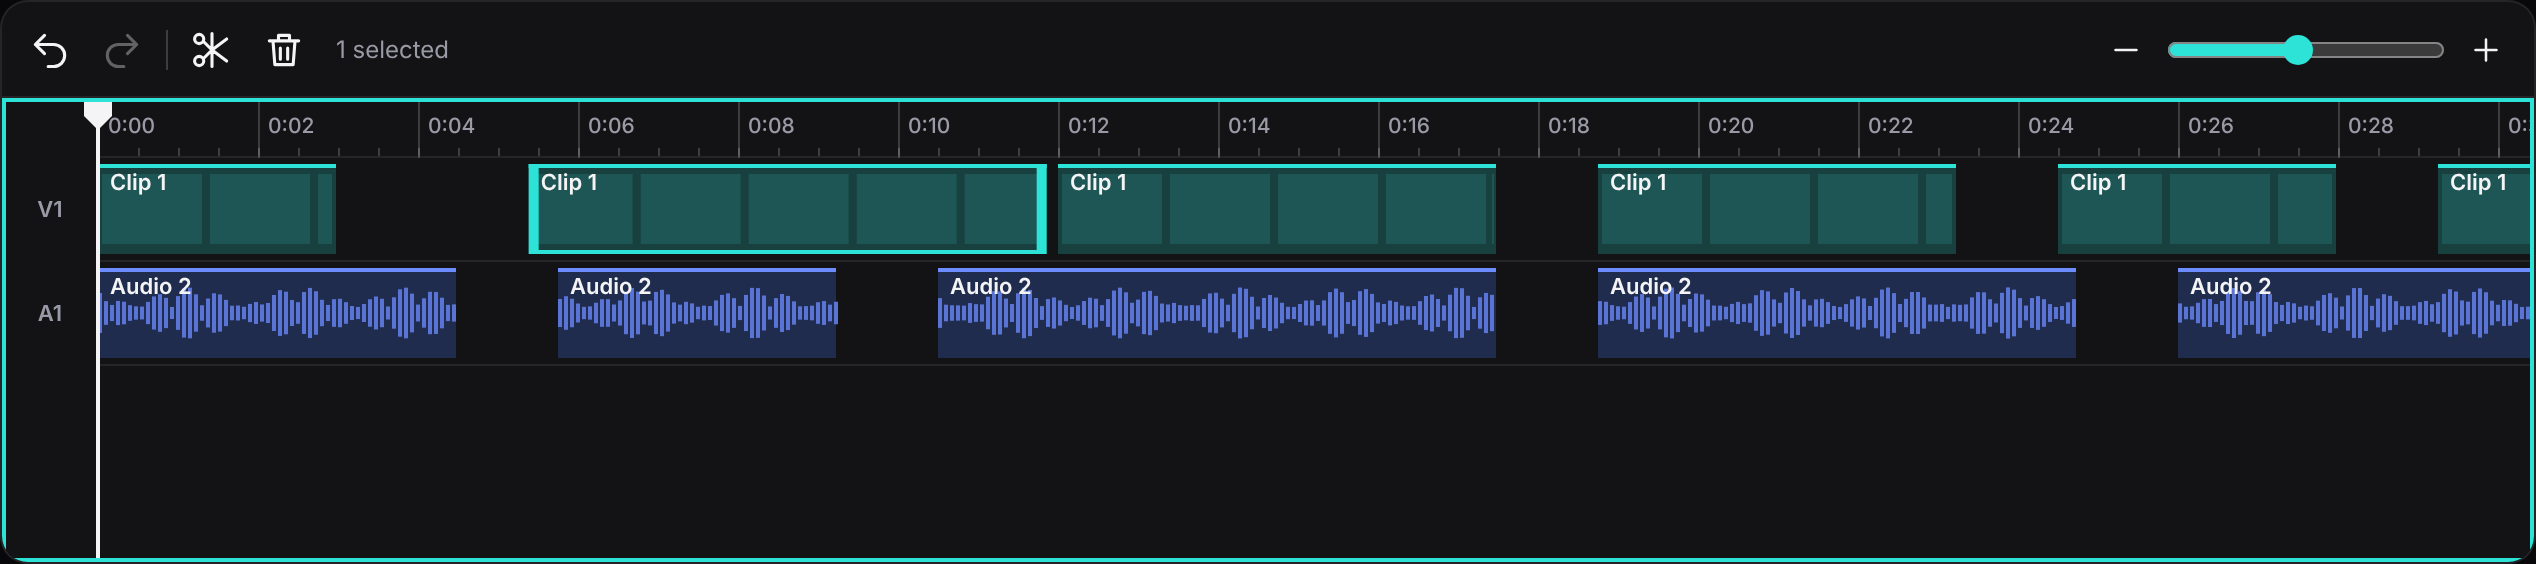 1 selected
0:00 0:02 0:04 0:06 0:08 0:10 0:12 0:14 0:16 0:18 0:20 0:22 0:24 0:26 0:28
V1 Clip 1 Clip 1 Clip 1 Clip 1 Clip 1 Clip 1
A1 Audio 2 Audio 2 Audio 2 Audio 2 Audio 2